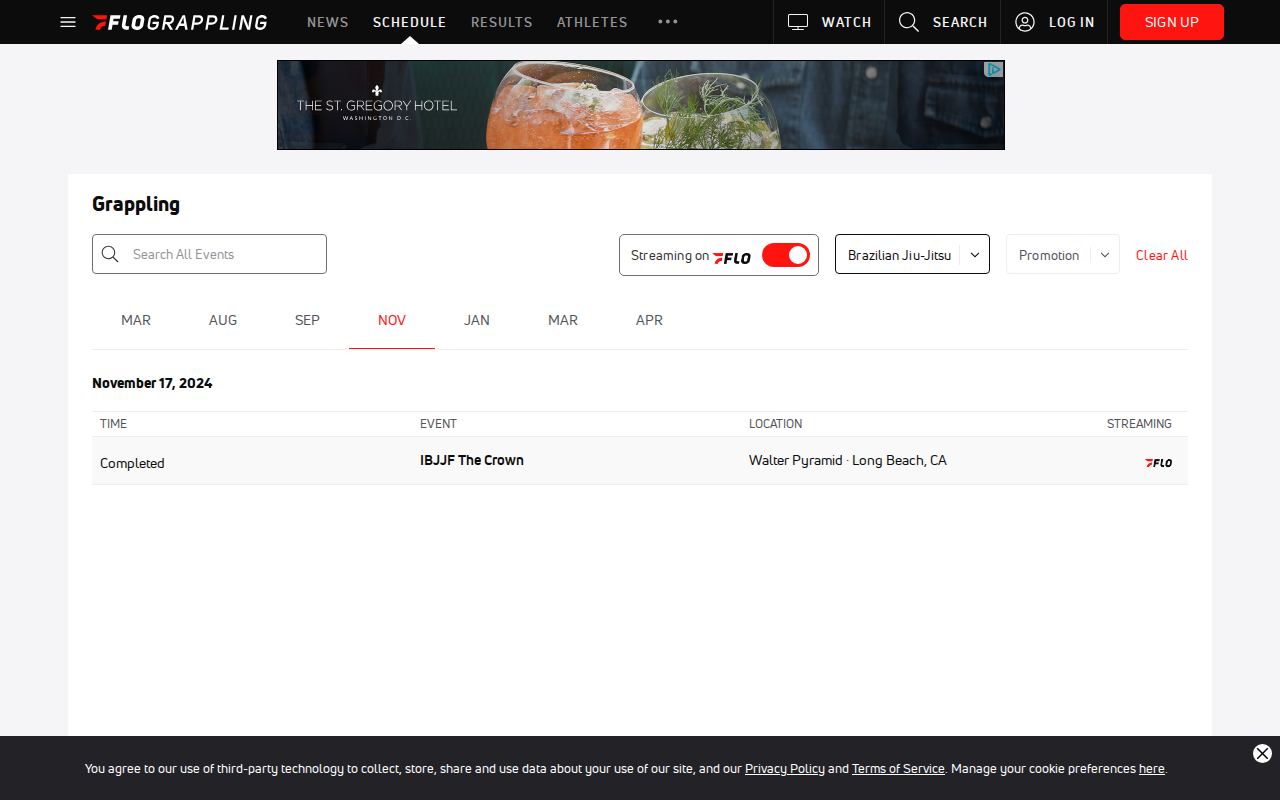 FLOGRAPPLING NEWS SCHEDULE RESULTS ATHLETES WATCH SEARCH LOG IN SIGN UP
THE ST. GREGORY HOTEL
WASHINGTON D.C.
Grappling
Search All Events Streaming on FLO Brazilian Jiu-Jitsu Promotion Clear All
MAR AUG SEP NOV JAN MAR APR
November 17, 2024
TIME EVENT LOCATION STREAMING
Completed IBJJF The Crown Walter Pyramid · Long Beach, CA FLO
You agree to our use of third-party technology to collect, store, share and use data about your use of our site, and our Privacy Policy and Terms of Service. Manage your cookie preferences here.